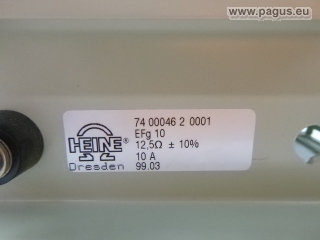 © www.pagus.eu
74 00046 2 0001
EFg 10
HEINE®
12,5Ω ± 10%
10 A
Dresden
99.03